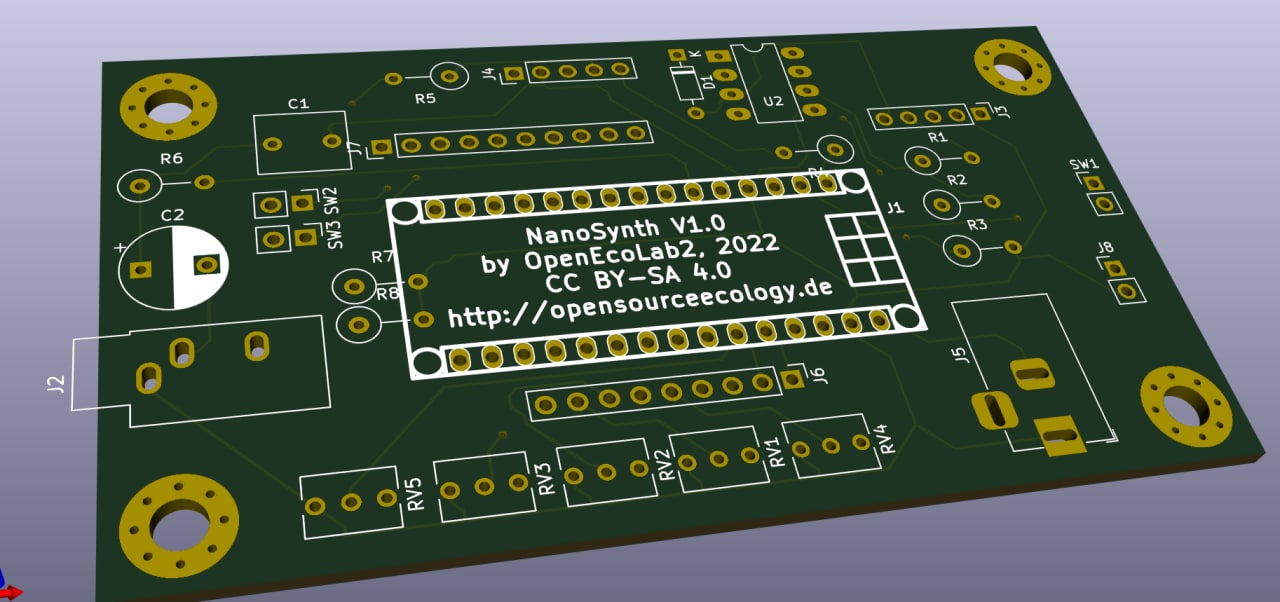 K
J4
D1
R5
C1
U2
J3
J7
R1
R6
R4
SW1
SW2
R2
C2
J1
NanoSynth V1.0
R3
+
SW3
by OpenEcoLab2, 2022
J8
R7
CC BY-SA 4.0
R8
http://opensourceecology.de
J5
J2
J6
RV4
RV1
RV2
RV3
RV5